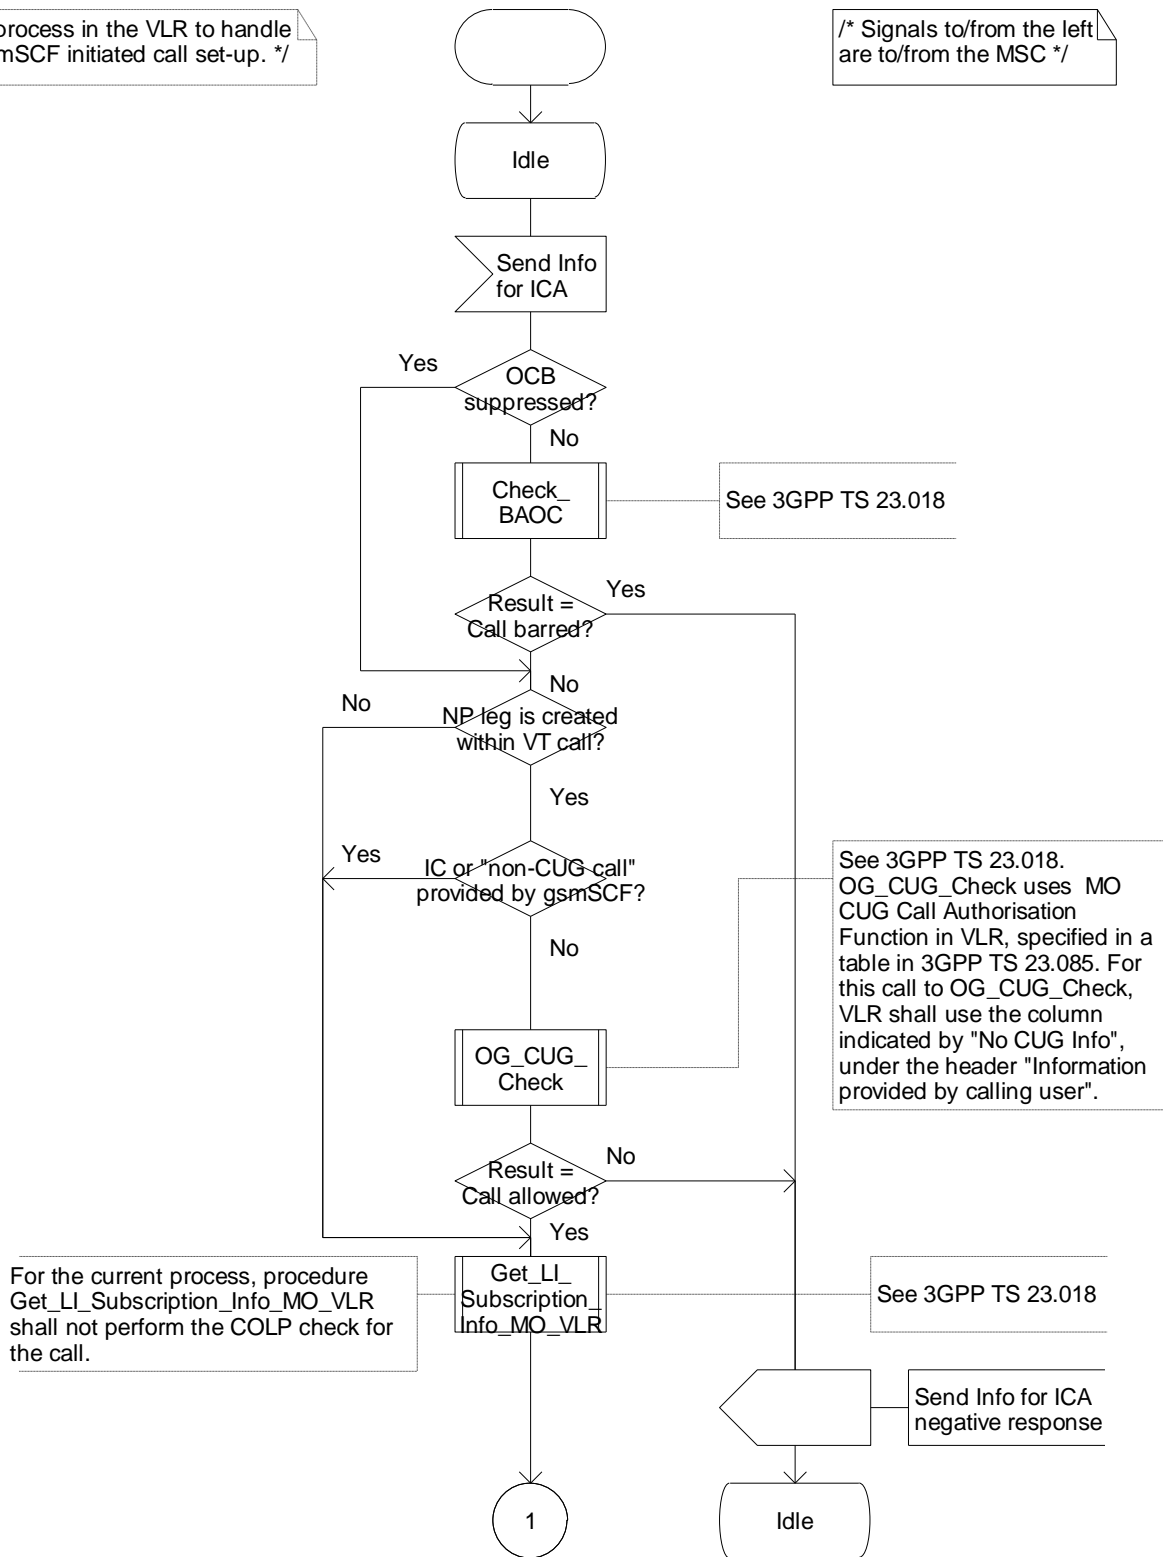 process in the VLR to handle
mSCF initiated call set-up. */
/* Signals to/from the left
are to/from the MSC */
Idle
Send Info
for ICA
Yes
OCB
suppressed?
No
Check_
BAOC
See 3GPP TS 23.018
Result =
Call barred?
Yes
No
No
NP leg is created
within VT call?
Yes
Yes
IC or "non-CUG call"
provided by gsmSCF?
No
See 3GPP TS 23.018.
OG_CUG_Check uses MO
CUG Call Authorisation
Function in VLR, specified in a
table in 3GPP TS 23.085. For
this call to OG_CUG_Check,
VLR shall use the column
indicated by "No CUG Info",
under the header "Information
provided by calling user".
OG_CUG_
Check
Result =
Call allowed?
No
Yes
For the current process, procedure
Get_LI_Subscription_Info_MO_VLR
shall not perform the COLP check for
the call.
Get_LI_
Subscription_
Info_MO_VLR
See 3GPP TS 23.018
Send Info for ICA
negative response
1
Idle